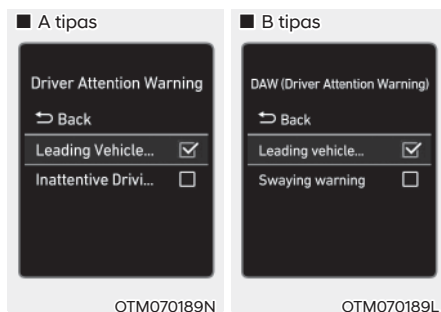 ■ A tipas
Driver Attention Warning
⮌ Back
Leading Vehicle...
Inattentive Drivi...
OTM070189N
■ B tipas
DAW (Driver Attention Warning)
⮌ Back
Leading vehicle...
Swaying warning
OTM070189L